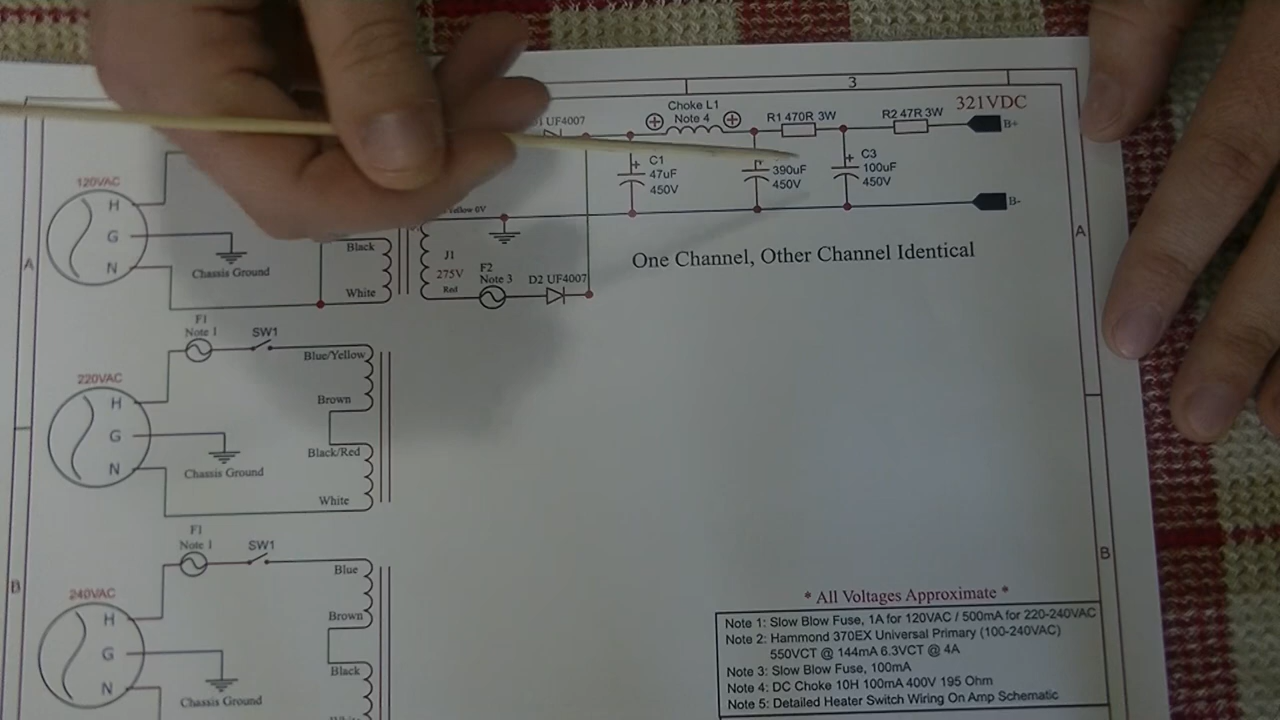 3
Choke L1
Note 4
UF4007
R1 470R 3W
R2 47R 3W
321VDC
B+
C1
47uF
450V
390uF
450V
C3
100uF
450V
B-
One Channel, Other Channel Identical
A
A
120VAC
H
G
N
Chassis Ground
Black
White
0V
J1
275V
Red
F2
Note 3
D2 UF4007
F1
Note 1
SW1
220VAC
H
G
N
Chassis Ground
Blue/Yellow
Brown
Black/Red
White
F1
Note 1
SW1
B
B
240VAC
H
G
N
Chassis Ground
Blue
Brown
Black
* All Voltages Approximate *
Note 1: Slow Blow Fuse, 1A for 120VAC / 500mA for 220-240VAC
Note 2: Hammond 370EX Universal Primary (100-240VAC)
550VCT @ 144mA 6.3VCT @ 4A
Note 3: Slow Blow Fuse, 100mA
Note 4: DC Choke 10H 100mA 400V 195 Ohm
Note 5: Detailed Heater Switch Wiring On Amp Schematic